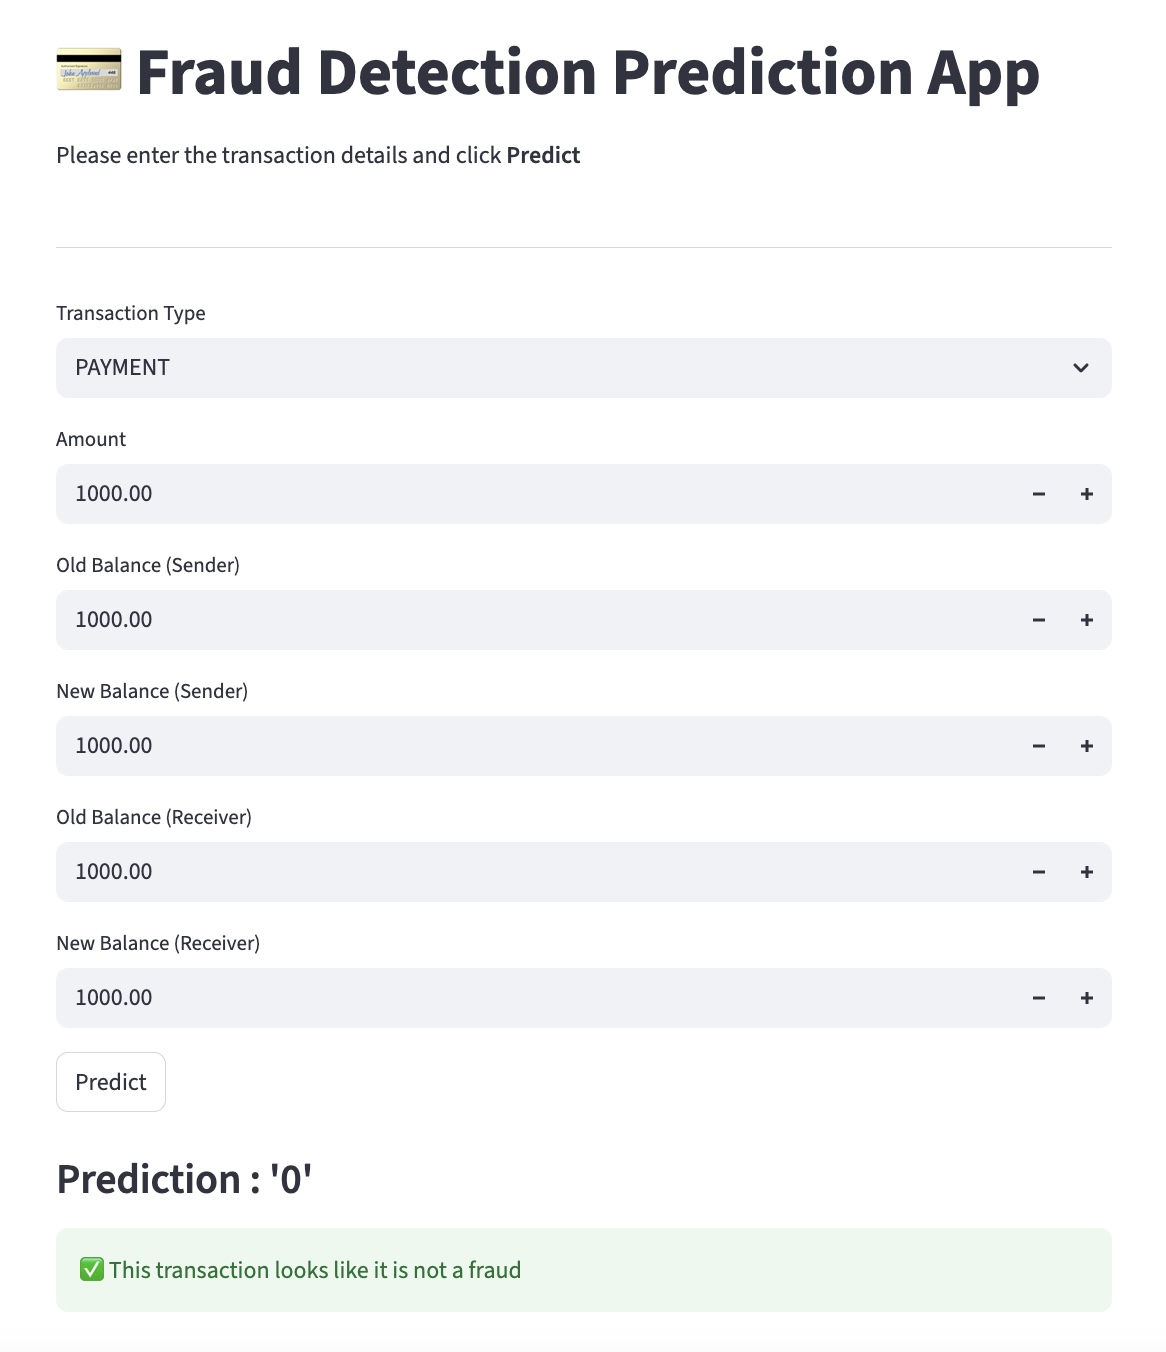 Fraud Detection Prediction App
Please enter the transaction details and click Predict
Transaction Type
PAYMENT
Amount
1000.00
Old Balance (Sender)
1000.00
New Balance (Sender)
1000.00
Old Balance (Receiver)
1000.00
New Balance (Receiver)
1000.00
Predict
Prediction : '0'
This transaction looks like it is not a fraud